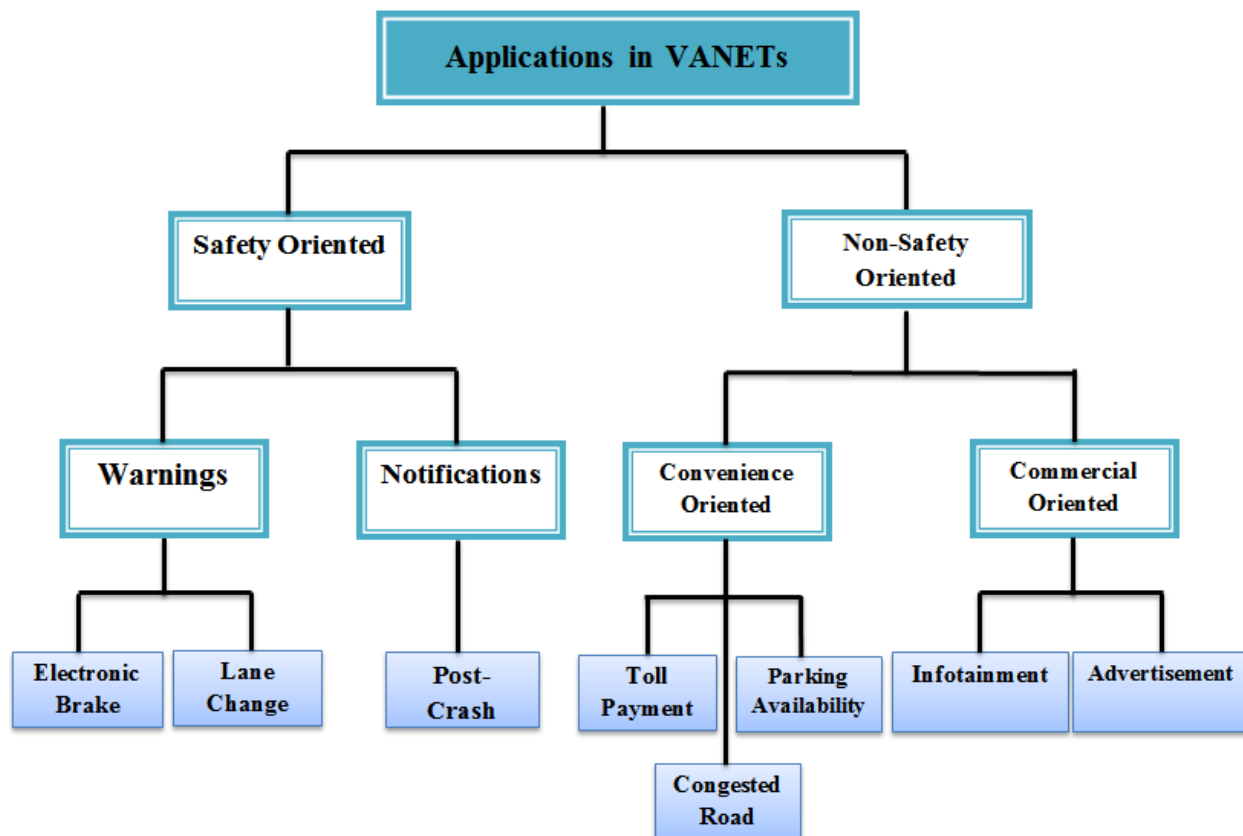 Applications in VANETs
Safety Oriented
Non-Safety
Oriented
Warnings
Notifications
Convenience
Oriented
Commercial
Oriented
Electronic
Brake
Lane
Change
Post-
Crash
Toll
Payment
Parking
Availability
Infotainment
Advertisement
Congested
Road